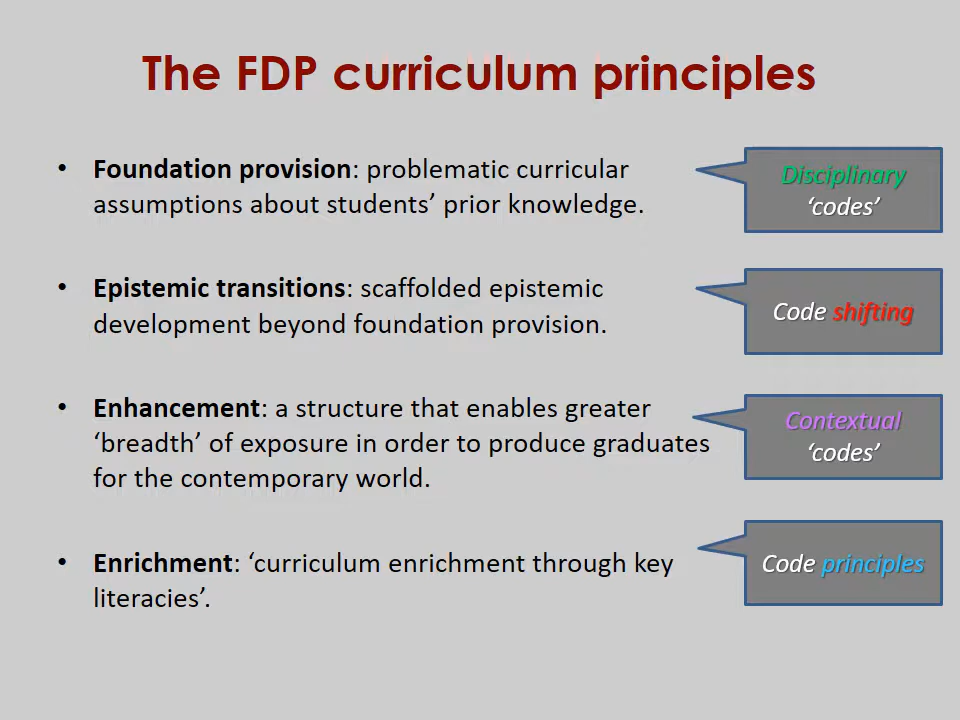 The FDP curriculum principles
• Foundation provision: problematic curricular
assumptions about students’ prior knowledge.
Disciplinary
‘codes’
• Epistemic transitions: scaffolded epistemic
development beyond foundation provision.
Code shifting
• Enhancement: a structure that enables greater
‘breadth’ of exposure in order to produce graduates
for the contemporary world.
Contextual
‘codes’
• Enrichment: ‘curriculum enrichment through key
literacies’.
Code principles